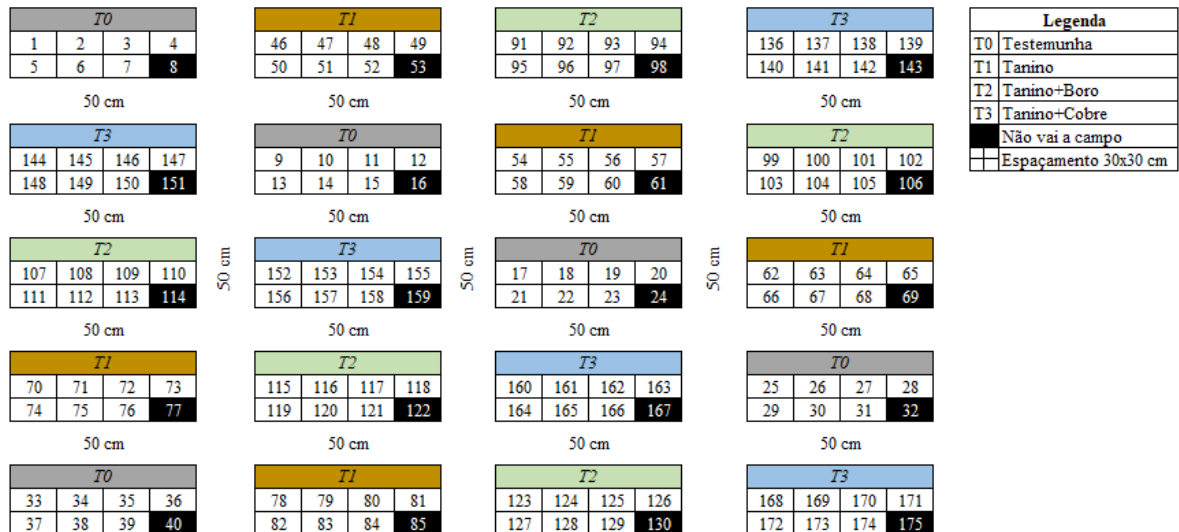 T0 T1 T2 T3 Legenda
1 2 3 4 46 47 48 49 91 92 93 94 136 137 138 139 T0 Testemunha
5 6 7 8 50 51 52 53 95 96 97 98 140 141 142 143 T1 Tanino
T2 Tanino+Boro
50 cm 50 cm 50 cm 50 cm
T3 Tanino+Cobre
T3 T0 T1 T2 Não vai a campo
144 145 146 147 9 10 11 12 54 55 56 57 99 100 101 102 Espaçamento 30x30 cm
148 149 150 151 13 14 15 16 58 59 60 61 103 104 105 106
50 cm 50 cm 50 cm 50 cm
T2 T3 T0 T1
107 108 109 110 152 153 154 155 17 18 19 20 62 63 64 65
50 cm 50 cm 50 cm
111 112 113 114 156 157 158 159 21 22 23 24 66 67 68 69
50 cm 50 cm 50 cm 50 cm
T1 T2 T3 T0
70 71 72 73 115 116 117 118 160 161 162 163 25 26 27 28
74 75 76 77 119 120 121 122 164 165 166 167 29 30 31 32
50 cm 50 cm 50 cm 50 cm
T0 T1 T2 T3
33 34 35 36 78 79 80 81 123 124 125 126 168 169 170 171
37 38 39 40 82 83 84 85 127 128 129 130 172 173 174 175